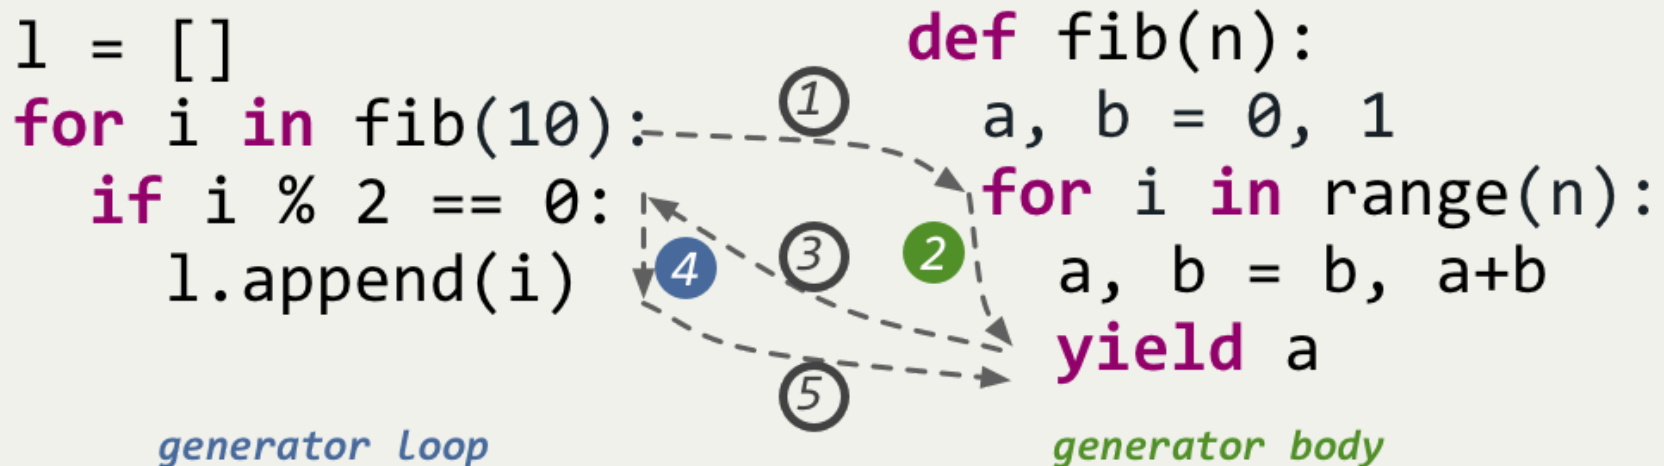 l = []
for i in fib(10):
if i % 2 == 0:
l.append(i)
generator loop
1
2
3
4
5
def fib(n):
a, b = 0, 1
for i in range(n):
a, b = b, a+b
yield a
generator body